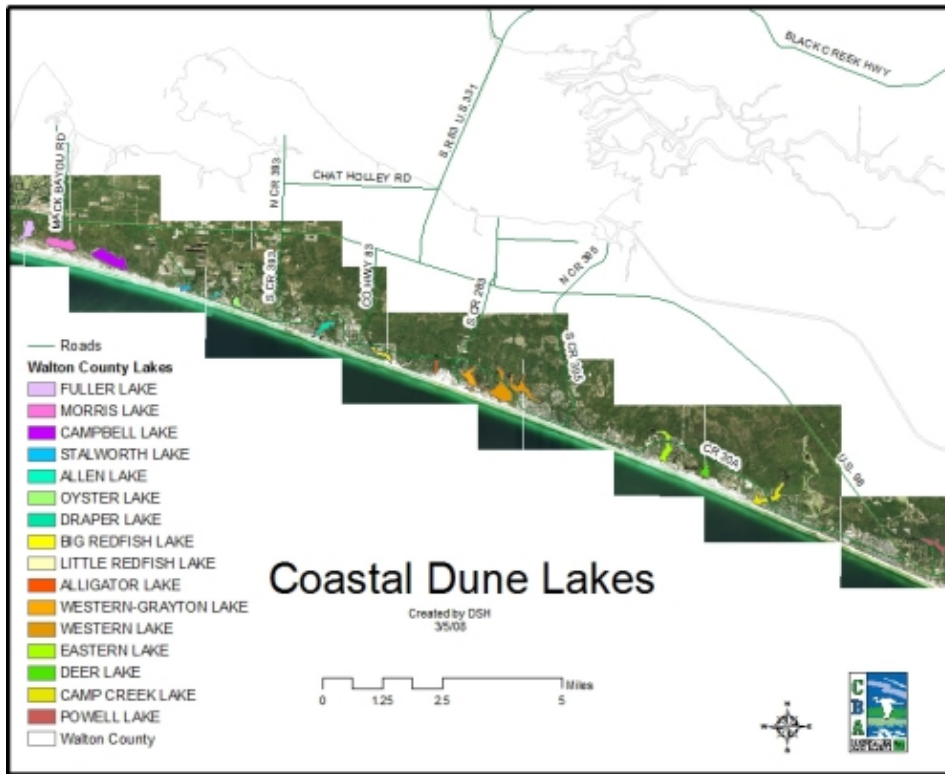 BLACK CREEK HWY
S.R.83 U.S.331
MACK BAYOU RD
N CR 393
CHAT HOLLEY RD
S CR 393
CO HWY 83
S CR 283
N CR 395
S CR 395
CR 30A
U.S. 98
Roads
Walton County Lakes
FULLER LAKE
MORRIS LAKE
CAMPBELL LAKE
STALWORTH LAKE
ALLEN LAKE
OYSTER LAKE
DRAPER LAKE
BIG REDFISH LAKE
LITTLE REDFISH LAKE
ALLIGATOR LAKE
WESTERN-GRAYTON LAKE
WESTERN LAKE
EASTERN LAKE
DEER LAKE
CAMP CREEK LAKE
POWELL LAKE
Walton County
Coastal Dune Lakes
Created by DSH
3/5/08
Miles
0 1.25 2.5 5
CBA